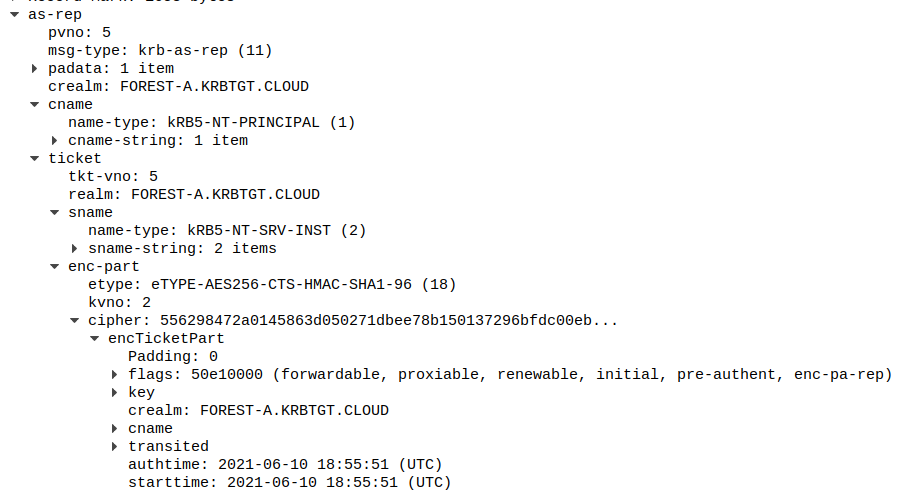 as-rep
pvno: 5
msg-type: krb-as-rep (11)
padata: 1 item
crealm: FOREST-A.KRBTGT.CLOUD
cname
name-type: kRB5-NT-PRINCIPAL (1)
cname-string: 1 item
ticket
tkt-vno: 5
realm: FOREST-A.KRBTGT.CLOUD
sname
name-type: kRB5-NT-SRV-INST (2)
sname-string: 2 items
enc-part
etype: eTYPE-AES256-CTS-HMAC-SHA1-96 (18)
kvno: 2
cipher: 556298472a0145863d050271dbee78b150137296bfdc00eb...
encTicketPart
Padding: 0
flags: 50e10000 (forwardable, proxiable, renewable, initial, pre-authent, enc-pa-rep)
key
crealm: FOREST-A.KRBTGT.CLOUD
cname
transited
authtime: 2021-06-10 18:55:51 (UTC)
starttime: 2021-06-10 18:55:51 (UTC)